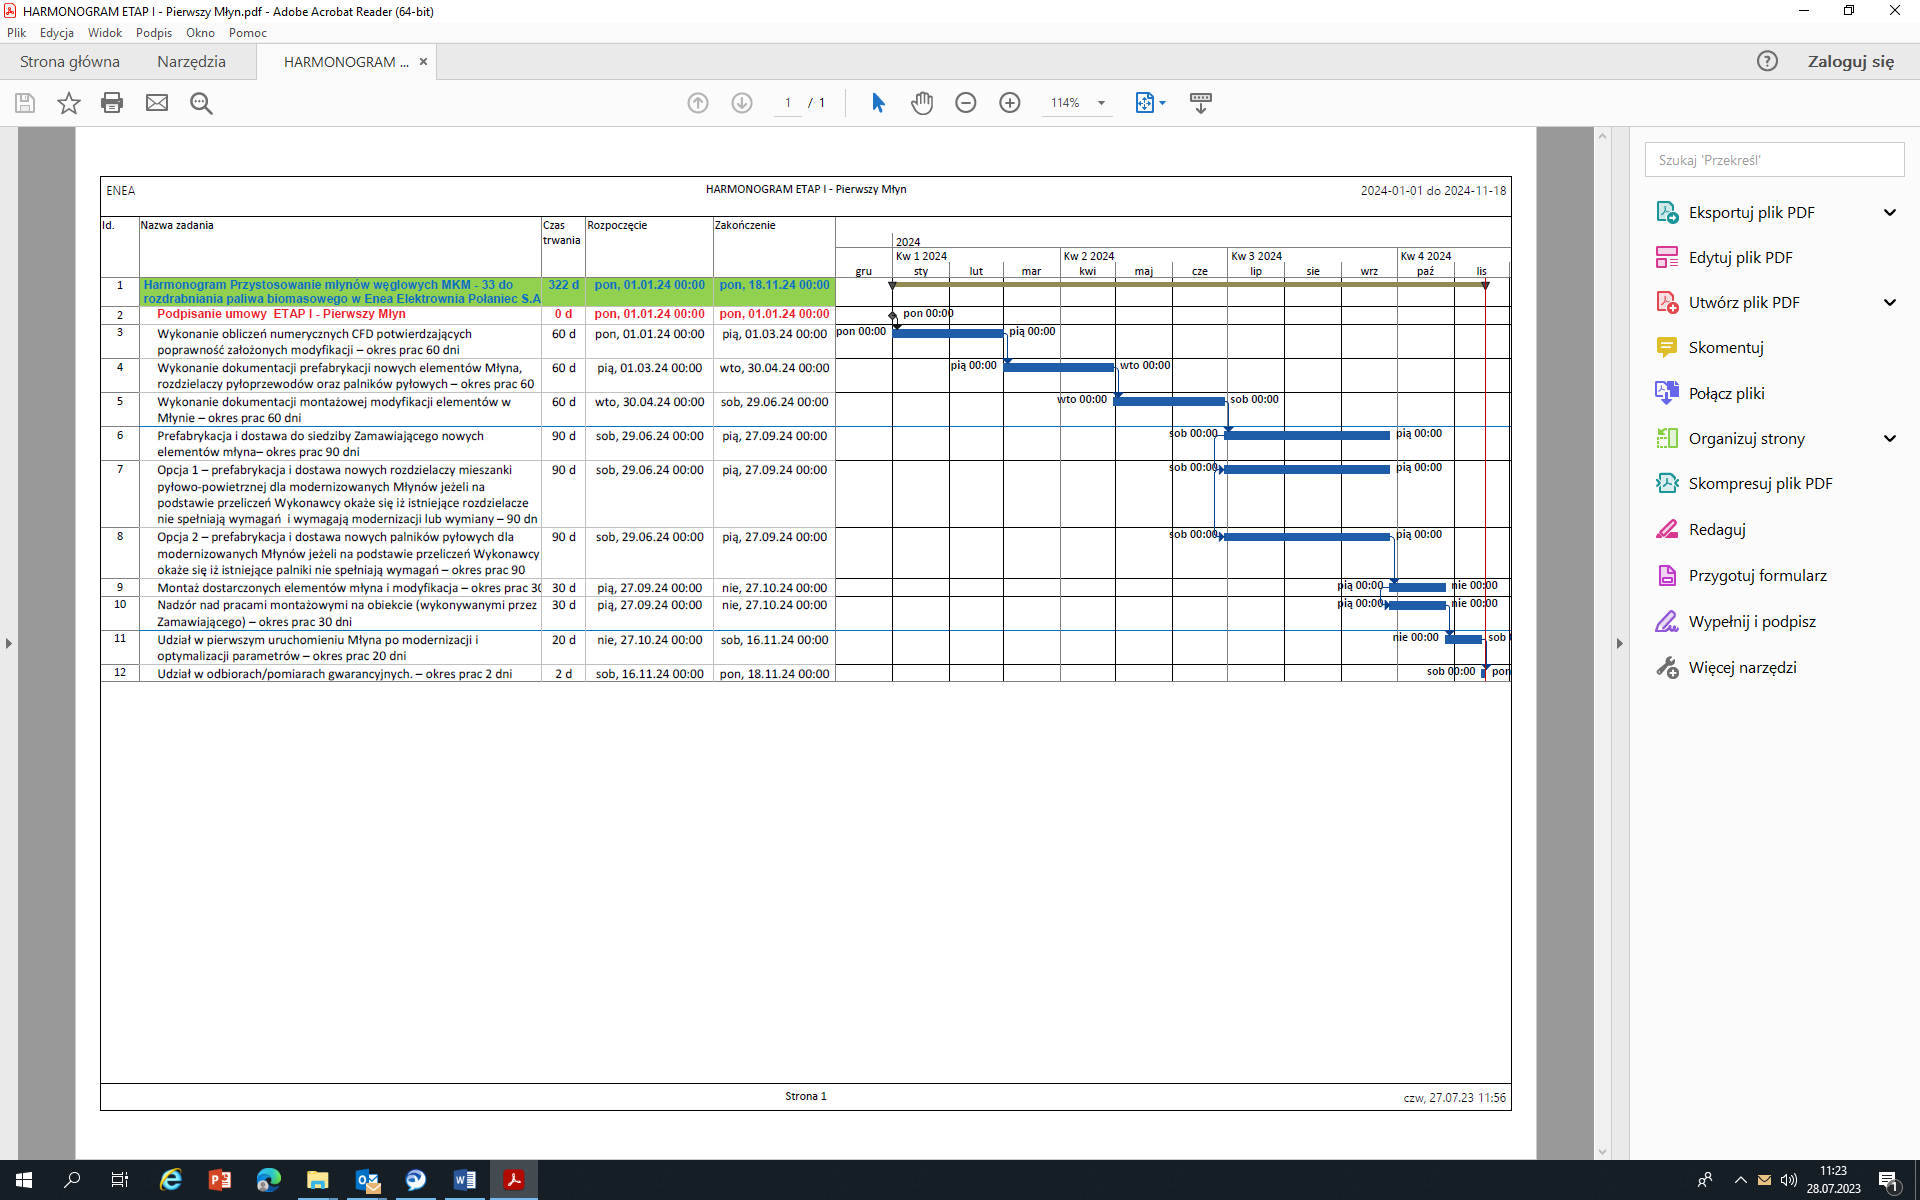 HARMONOGRAM ETAP I - Pierwszy Młyn.pdf - Adobe Acrobat Reader (64-bit)
Plik Edycja Widok Podpis Okno Pomoc
Strona główna Narzędzia HARMONOGRAM ... × Zaloguj się
1 / 1 114%
Szukaj 'Przekreśl'
Eksportuj plik PDF
Edytuj plik PDF
Utwórz plik PDF
Skomentuj
Połącz pliki
Organizuj strony
Skompresuj plik PDF
Redaguj
Przygotuj formularz
Wypełnij i podpisz
Więcej narzędzi
ENEA HARMONOGRAM ETAP I - Pierwszy Młyn 2024-01-01 do 2024-11-18
Id. Nazwa zadania Czas trwania Rozpoczęcie Zakończenie
2024
Kw 1 2024 Kw 2 2024 Kw 3 2024 Kw 4 2024
gru sty lut mar kwi maj cze lip sie wrz paź lis
1 Harmonogram Przystosowanie młynów węglowych MKM - 33 do 322 d pon, 01.01.24 00:00 pon, 18.11.24 00:00
rozdrabniania paliwa biomasowego w Enea Elektrownia Połaniec S.A
2 Podpisanie umowy ETAP I - Pierwszy Młyn 0 d pon, 01.01.24 00:00 pon, 01.01.24 00:00 pon 00:00
3 Wykonanie obliczeń numerycznych CFD potwierdzających 60 d pon, 01.01.24 00:00 pią, 01.03.24 00:00 pon 00:00 pią 00:00
poprawność założonych modyfikacji – okres prac 60 dni
4 Wykonanie dokumentacji prefabrykacji nowych elementów Młyna, 60 d pią, 01.03.24 00:00 wto, 30.04.24 00:00 pią 00:00 wto 00:00
rozdzielaczy pyłoprzewodów oraz palników pyłowych – okres prac 60
5 Wykonanie dokumentacji montażowej modyfikacji elementów w 60 d wto, 30.04.24 00:00 sob, 29.06.24 00:00 wto 00:00 sob 00:00
Młynie – okres prac 60 dni
6 Prefabrykacja i dostawa do siedziby Zamawiającego nowych 90 d sob, 29.06.24 00:00 pią, 27.09.24 00:00 sob 00:00 pią 00:00
elementów młyna– okres prac 90 dni
7 Opcja 1 – prefabrykacja i dostawa nowych rozdzielaczy mieszanki 90 d sob, 29.06.24 00:00 pią, 27.09.24 00:00 sob 00:00 pią 00:00
pyłowo-powietrznej dla modernizowanych Młynów jeżeli na
podstawie przeliczeń Wykonawcy okaże się iż istniejące rozdzielacze
nie spełniają wymagań i wymagają modernizacji lub wymiany – 90 dn
8 Opcja 2 – prefabrykacja i dostawa nowych palników pyłowych dla 90 d sob, 29.06.24 00:00 pią, 27.09.24 00:00 sob 00:00 pią 00:00
modernizowanych Młynów jeżeli na podstawie przeliczeń Wykonawcy
okaże się iż istniejące palniki nie spełniają wymagań – okres prac 90
9 Montaż dostarczonych elementów młyna i modyfikacja – okres prac 30 30 d pią, 27.09.24 00:00 nie, 27.10.24 00:00 pią 00:00 nie 00:00
10 Nadzór nad pracami montażowymi na obiekcie (wykonywanymi przez 30 d pią, 27.09.24 00:00 nie, 27.10.24 00:00 pią 00:00 nie 00:00
Zamawiającego) – okres prac 30 dni
11 Udział w pierwszym uruchomieniu Młyna po modernizacji i 20 d nie, 27.10.24 00:00 sob, 16.11.24 00:00 nie 00:00 sob
optymalizacji parametrów – okres prac 20 dni
12 Udział w odbiorach/pomiarach gwarancyjnych. – okres prac 2 dni 2 d sob, 16.11.24 00:00 pon, 18.11.24 00:00 sob 00:00 pon
Strona 1 czw, 27.07.23 11:56
11:23
28.07.2023
1